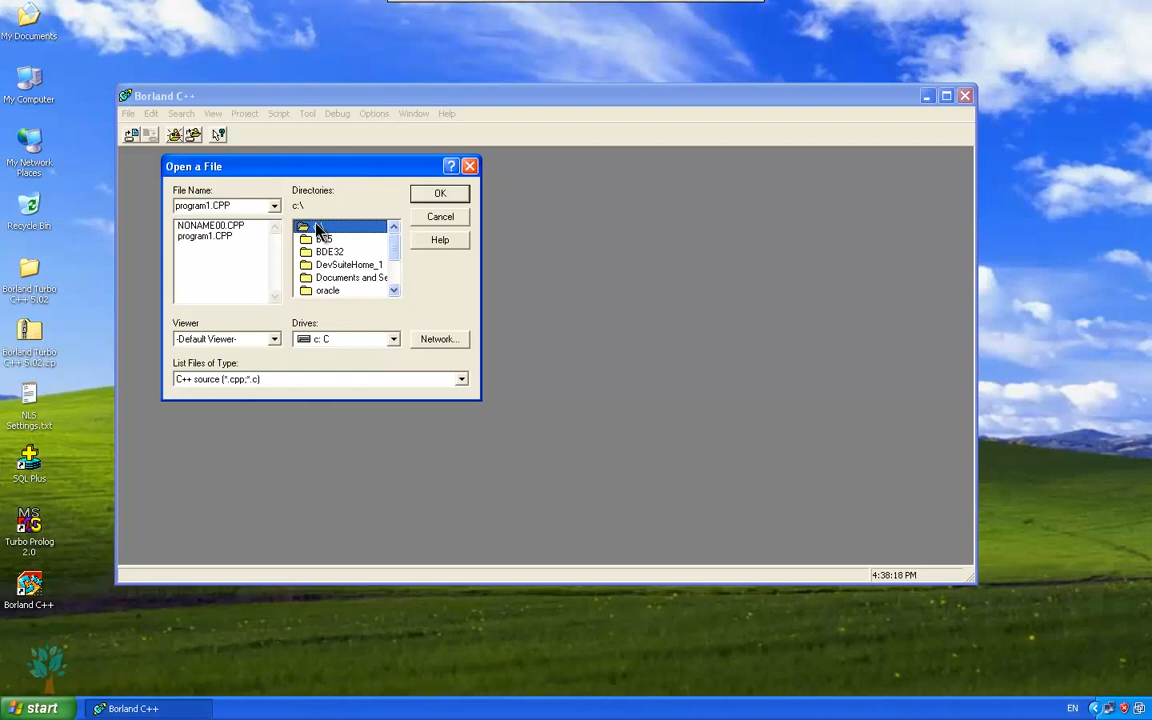 My Documents
My Computer
My Network
Places
Recycle Bin
Borland Turbo
C++ 5.02
Borland Turbo
C++ 5.02.zip
NLS
Settings.txt
SQL Plus
MS
Turbo Prolog
2.0
Borland C++
Borland C++
File Edit Search View Project Script Tool Debug Options Window Help
Open a File
File Name:
program1.CPP
NONAME00.CPP
program1.CPP
Directories:
c:\
BDE32
DevSuiteHome_1
Documents and Se
oracle
OK
Cancel
Help
Viewer
-Default Viewer-
Drives:
c: C
Network...
List Files of Type:
C++ source (*.cpp;*.c)
4:38:18 PM
start
Borland C++
EN